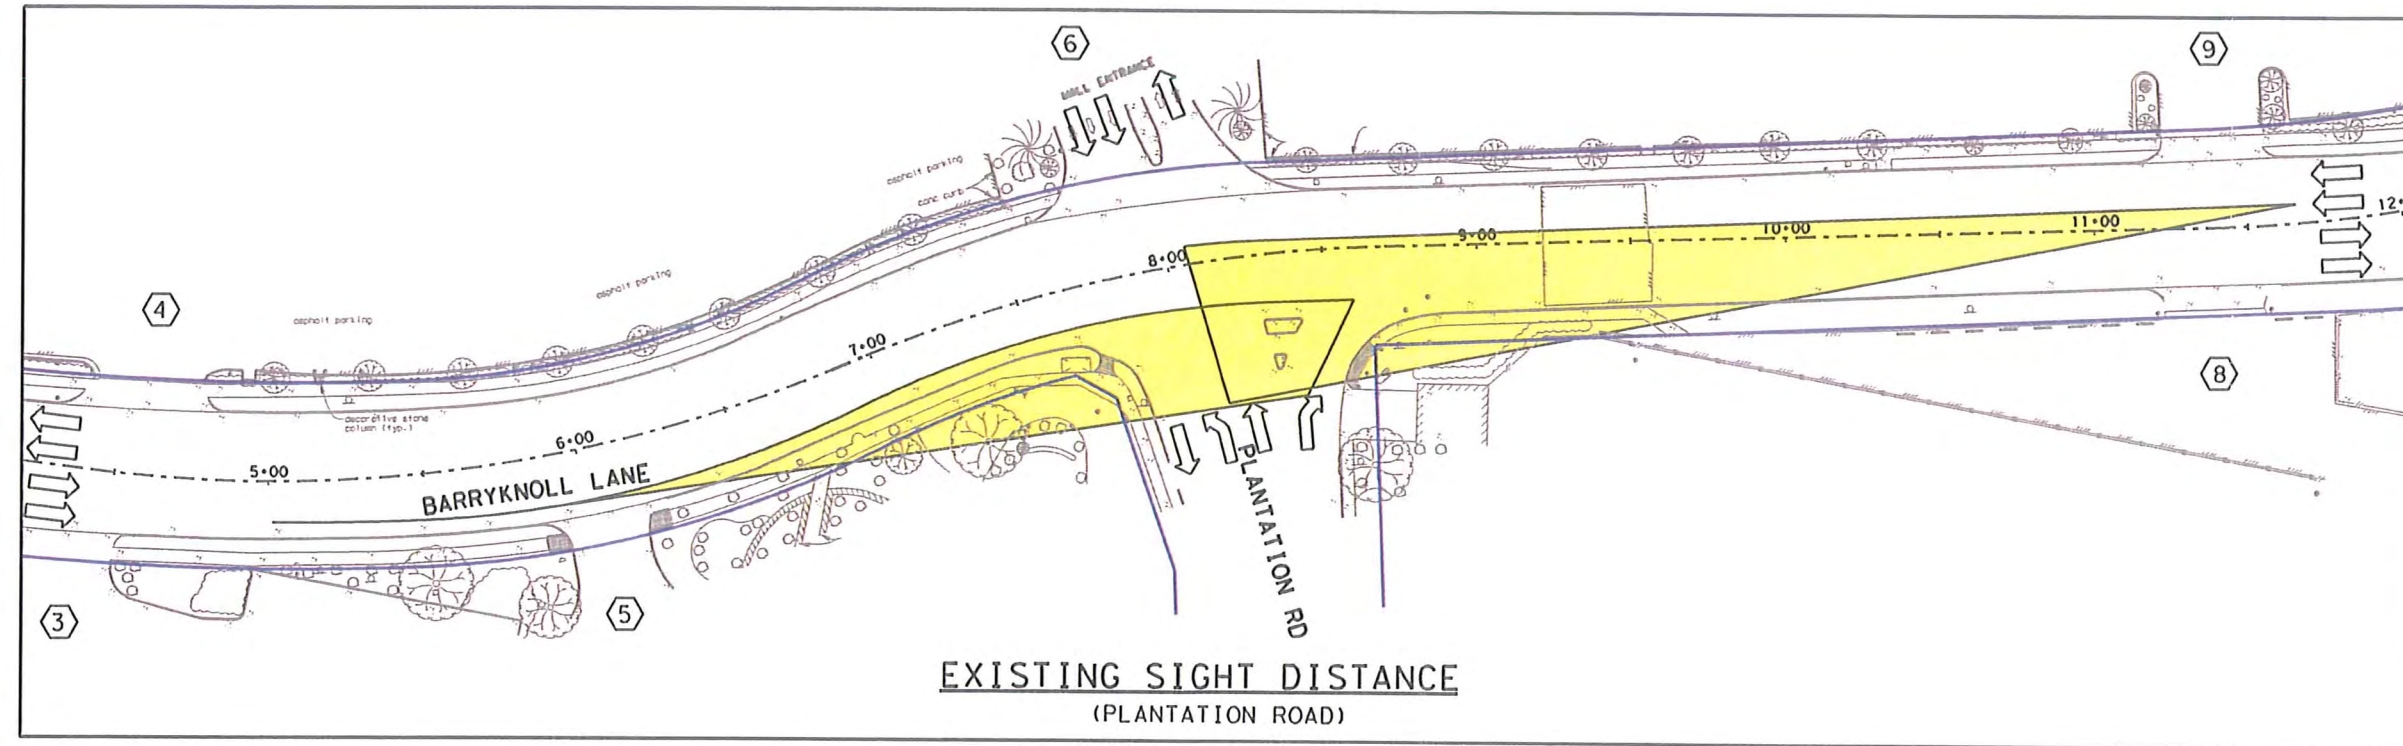 6
9
MALL ENTRANCE
asphalt parking
conc curb
asphalt parking
4
asphalt parking
decorative stone
column (typ.)
5+00
6+00
7+00
8+00
9+00
10+00
11+00
12+
BARRYKNOLL LANE
PLANTATION RD
8
3
5
EXISTING SIGHT DISTANCE
(PLANTATION ROAD)